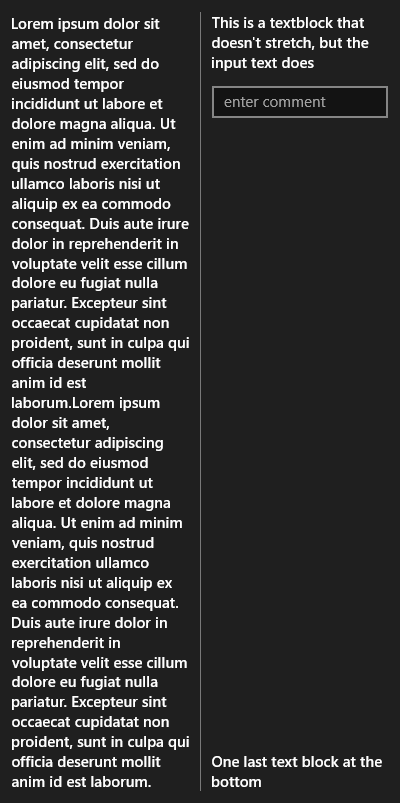 Lorem ipsum dolor sit
amet, consectetur
adipiscing elit, sed do
eiusmod tempor
incididunt ut labore et
dolore magna aliqua. Ut
enim ad minim veniam,
quis nostrud exercitation
ullamco laboris nisi ut
aliquip ex ea commodo
consequat. Duis aute irure
dolor in reprehenderit in
voluptate velit esse cillum
dolore eu fugiat nulla
pariatur. Excepteur sint
occaecat cupidatat non
proident, sunt in culpa qui
officia deserunt mollit
anim id est
laborum.Lorem ipsum
dolor sit amet,
consectetur adipiscing
elit, sed do eiusmod
tempor incididunt ut
labore et dolore magna
aliqua. Ut enim ad minim
veniam, quis nostrud
exercitation ullamco
laboris nisi ut aliquip ex
ea commodo consequat.
Duis aute irure dolor in
reprehenderit in
voluptate velit esse cillum
dolore eu fugiat nulla
pariatur. Excepteur sint
occaecat cupidatat non
proident, sunt in culpa qui
officia deserunt mollit
anim id est laborum.
This is a textblock that
doesn't stretch, but the
input text does
enter comment
One last text block at the
bottom